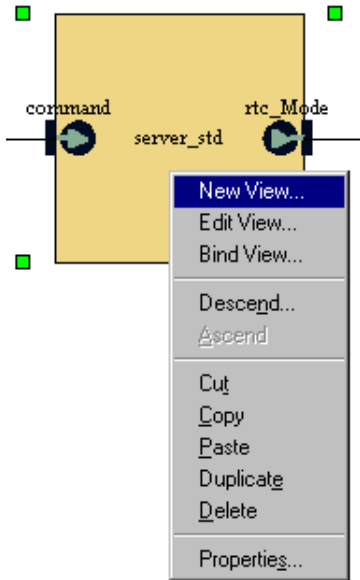 command rtc_Mode
server_std
New View...
Edit View...
Bind View...
Descend...
Ascend
Cut
Copy
Paste
Duplicate
Delete
Properties...